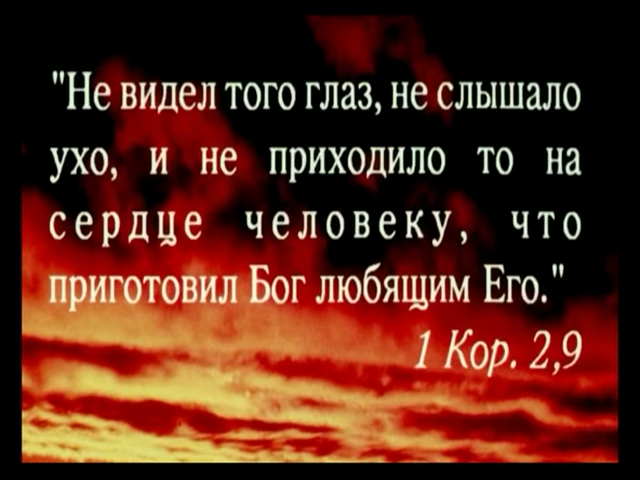 "Не видел того глаз, не слышало
ухо, и не приходило то на
сердце человеку, что
приготовил Бог любящим Его."
1 Кор. 2,9